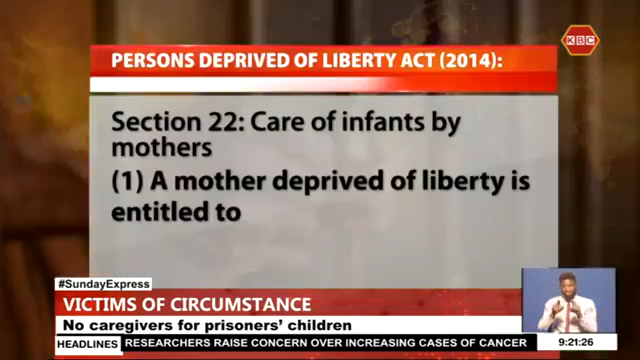 PERSONS DEPRIVED OF LIBERTY ACT (2014):
KBC
Section 22: Care of infants by
mothers
(1) A mother deprived of liberty is
entitled to
#SundayExpress
VICTIMS OF CIRCUMSTANCE
No caregivers for prisoners' children
HEADLINES RESEARCHERS RAISE CONCERN OVER INCREASING CASES OF CANCER 9:21:26